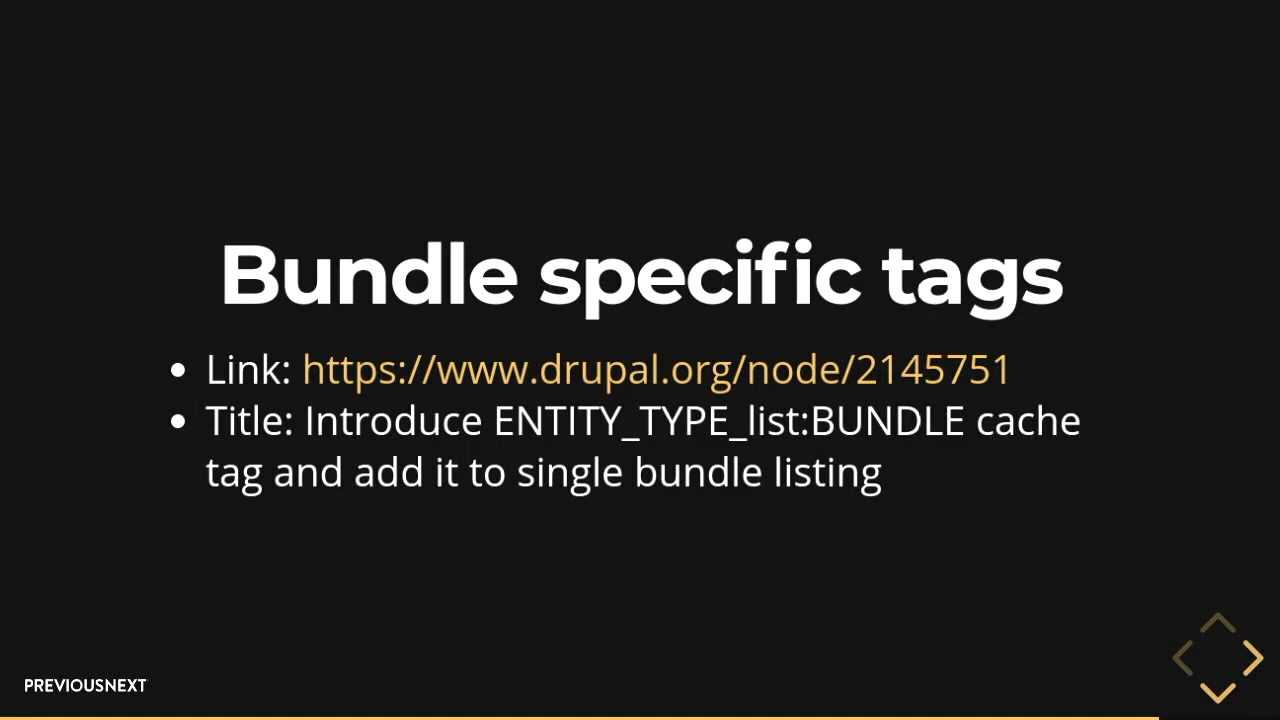 Bundle specific tags
Link: https://www.drupal.org/node/2145751
Title: Introduce ENTITY_TYPE_list:BUNDLE cache
tag and add it to single bundle listing
PREVIOUSNEXT